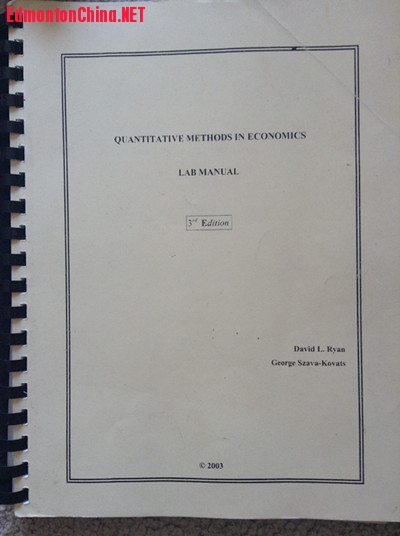 EdmontonChina.NET
QUANTITATIVE METHODS IN ECONOMICS
LAB MANUAL
3rd Edition
David L. Ryan
George Szava-Kovats
© 2003